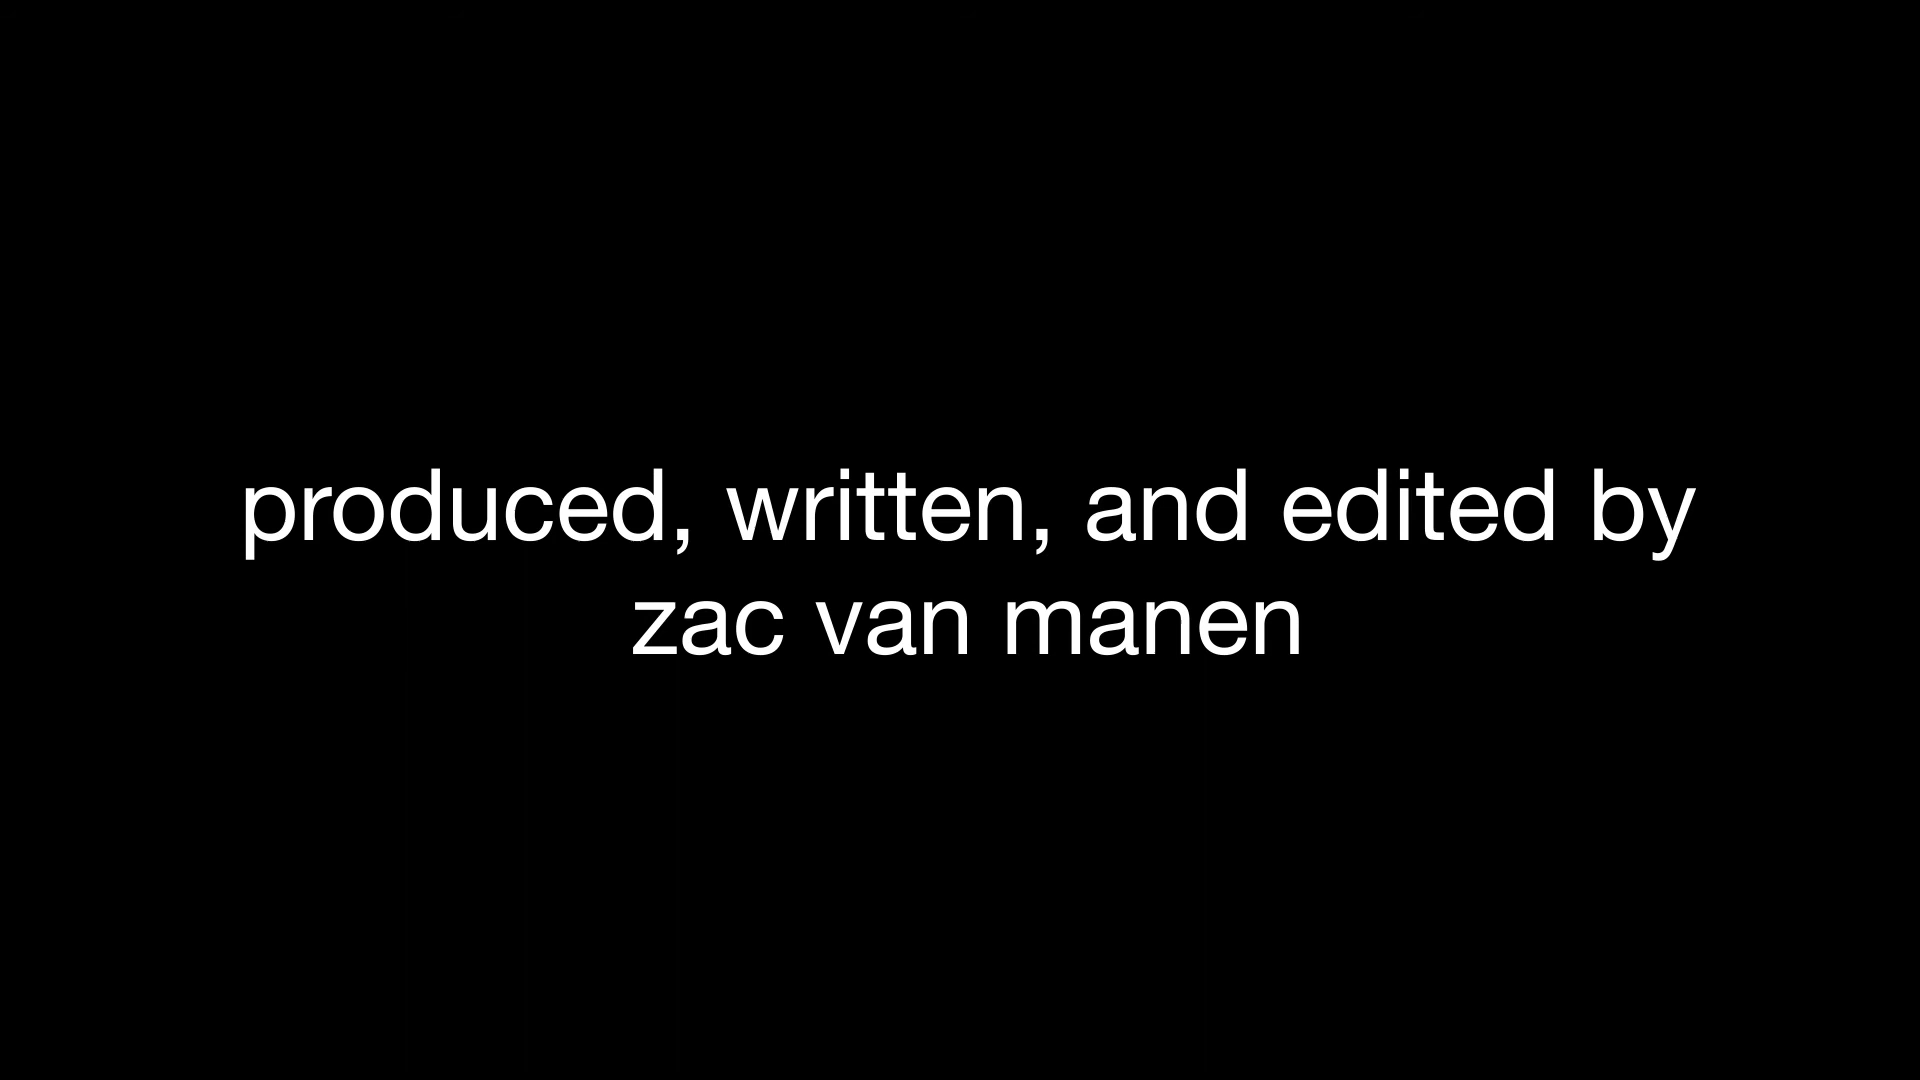 produced, written, and edited by
zac van manen